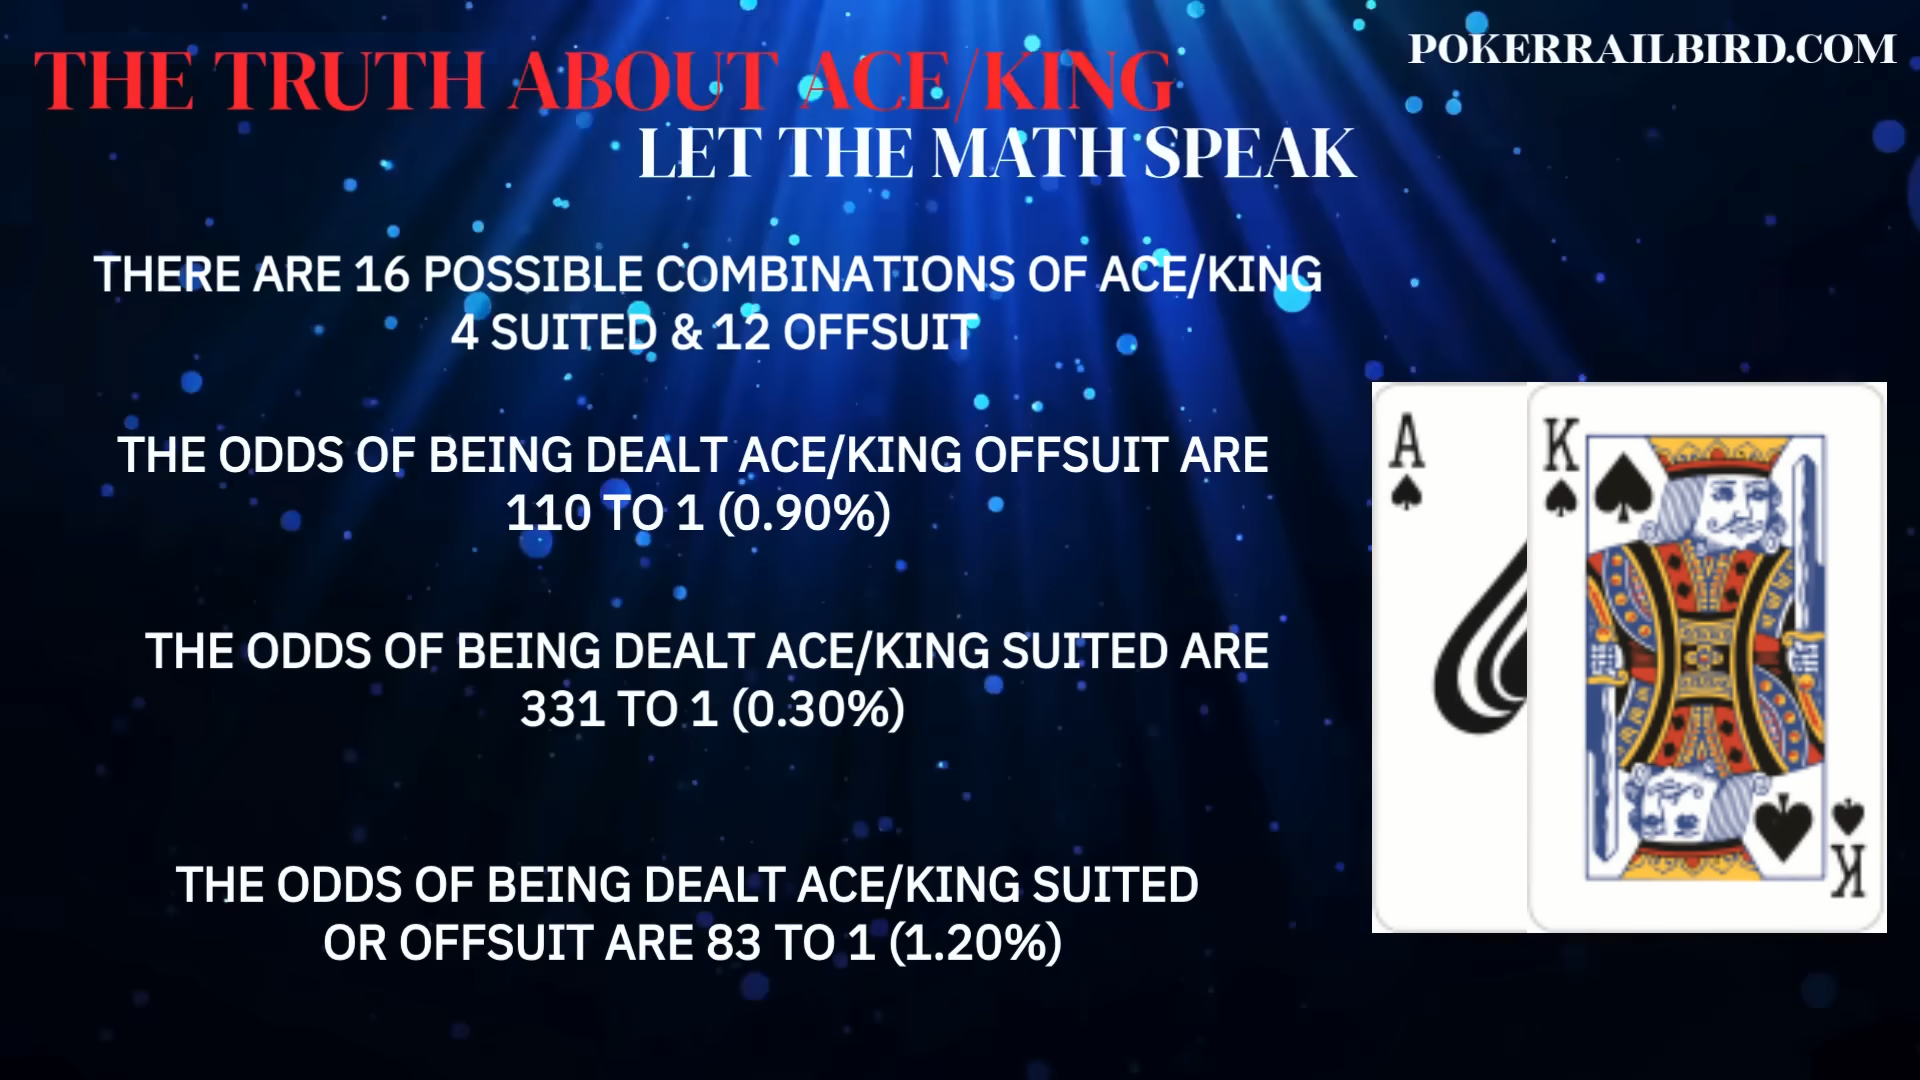 THE TRUTH ABOUT ACE/KING
POKERRAILBIRD.COM
LET THE MATH SPEAK
THERE ARE 16 POSSIBLE COMBINATIONS OF ACE/KING
4 SUITED & 12 OFFSUIT
THE ODDS OF BEING DEALT ACE/KING OFFSUIT ARE
110 TO 1 (0.90%)
THE ODDS OF BEING DEALT ACE/KING SUITED ARE
331 TO 1 (0.30%)
THE ODDS OF BEING DEALT ACE/KING SUITED
OR OFFSUIT ARE 83 TO 1 (1.20%)
A
K
K